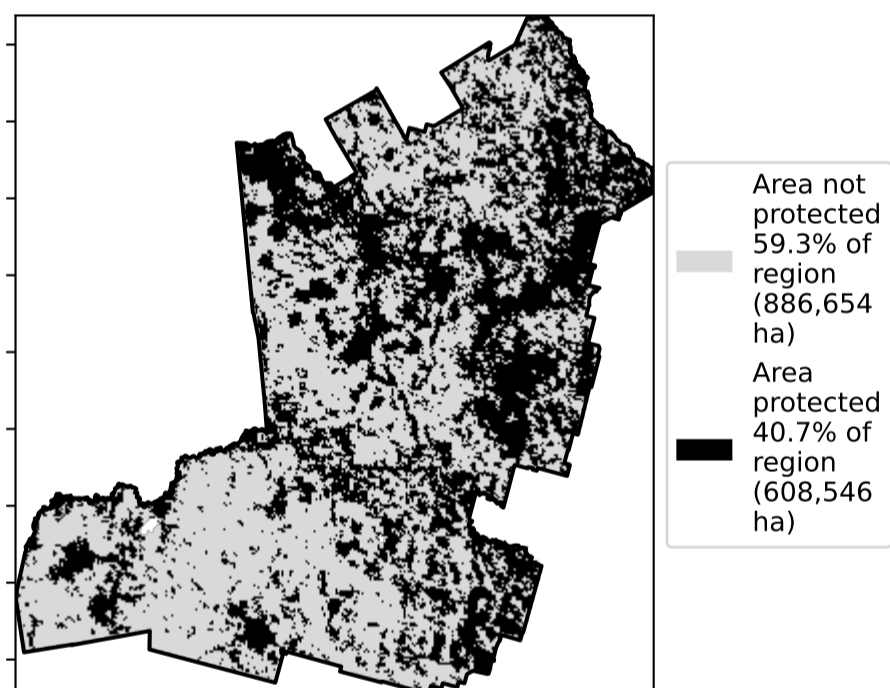 Area not
protected
59.3% of
region
(886,654
ha)
Area
protected
40.7% of
region
(608,546
ha)